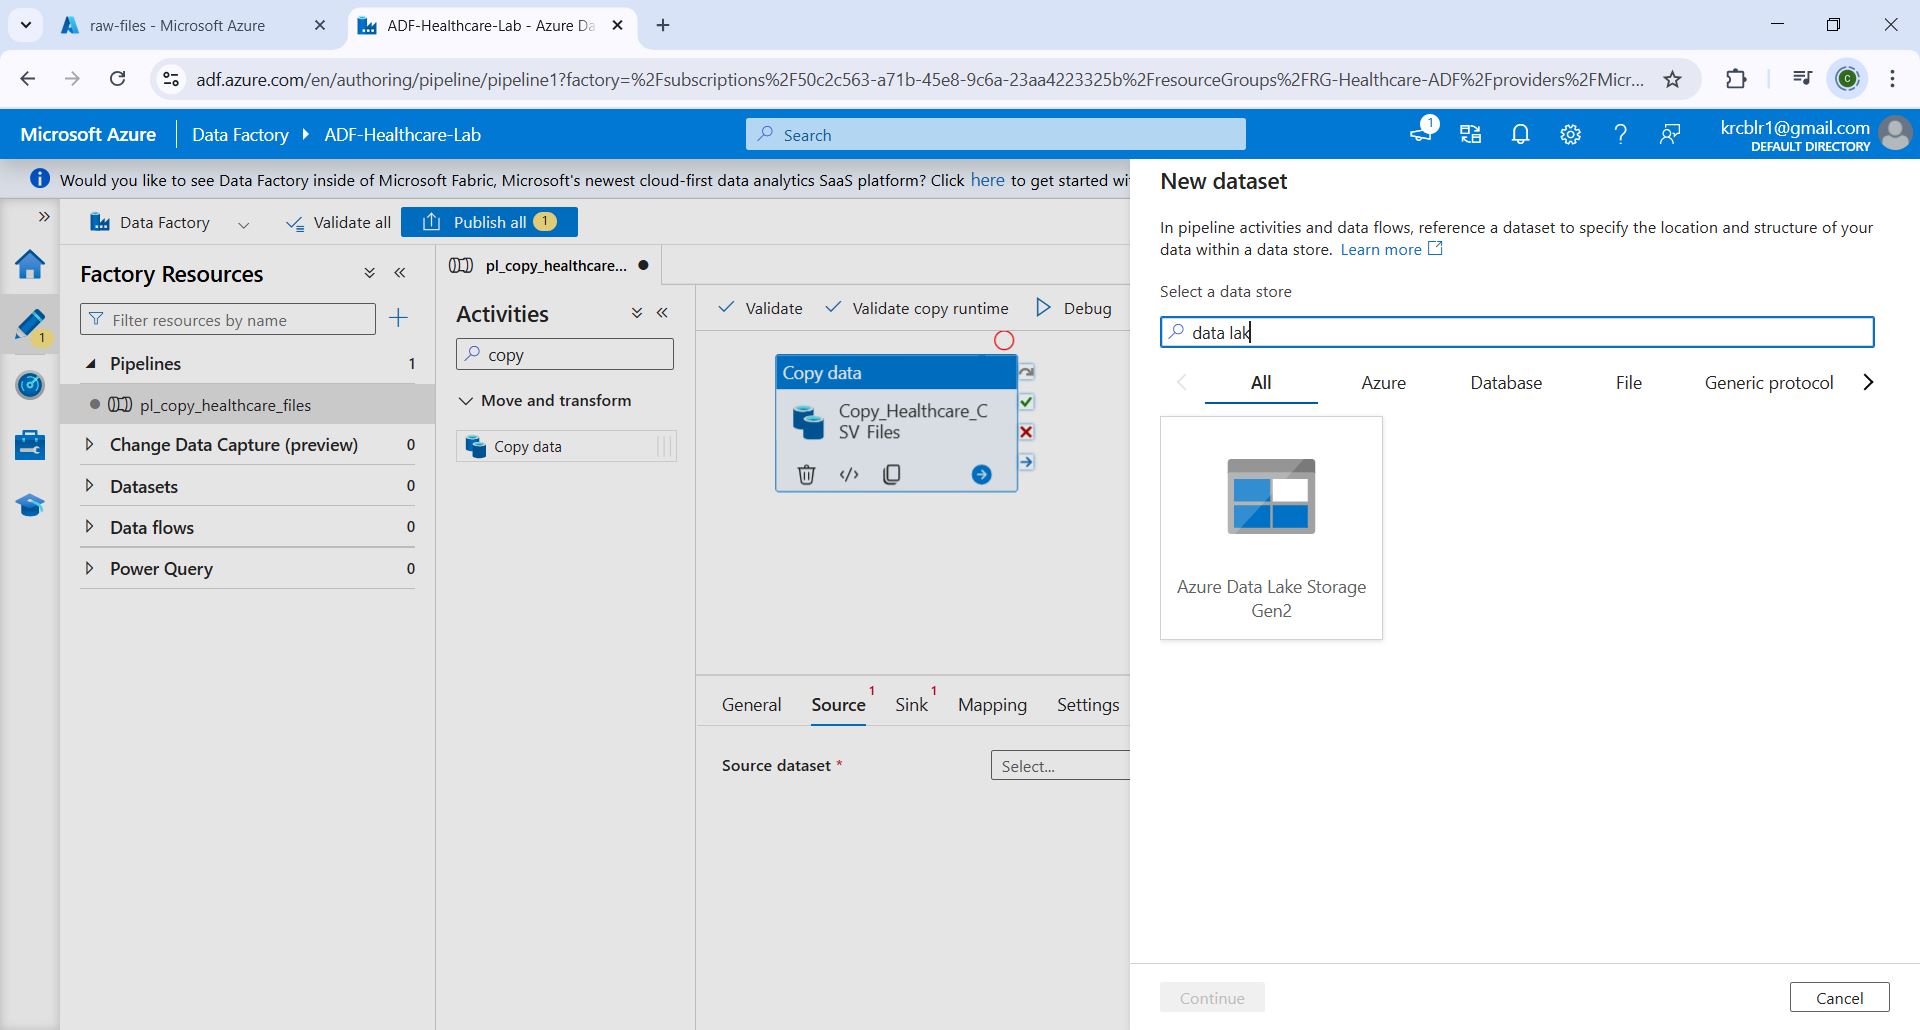 raw-files - Microsoft Azure
ADF-Healthcare-Lab - Azure Da
adf.azure.com/en/authoring/pipeline/pipeline1?factory=%2Fsubscriptions%2F50c2c563-a71b-45e8-9c6a-23aa4223325b%2FresourceGroups%2FRG-Healthcare-ADF%2Fproviders%2FMicr...
C
Microsoft Azure
Data Factory
ADF-Healthcare-Lab
Search
1
krcblr1@gmail.com
DEFAULT DIRECTORY
Would you like to see Data Factory inside of Microsoft Fabric, Microsoft's newest cloud-first data analytics SaaS platform? Click here to get started wi
Data Factory
Validate all
Publish all 1
1
Factory Resources
Filter resources by name
Pipelines 1
pl_copy_healthcare_files
Change Data Capture (preview) 0
Datasets 0
Data flows 0
Power Query 0
pl_copy_healthcare...
Activities
copy
Move and transform
Copy data
Validate
Validate copy runtime
Debug
Copy data
Copy_Healthcare_C
SV Files
General
Source 1
Sink 1
Mapping
Settings
Source dataset *
Select...
New dataset
In pipeline activities and data flows, reference a dataset to specify the location and structure of your
data within a data store. Learn more
Select a data store
data lak
All
Azure
Database
File
Generic protocol
Azure Data Lake Storage
Gen2
Continue
Cancel